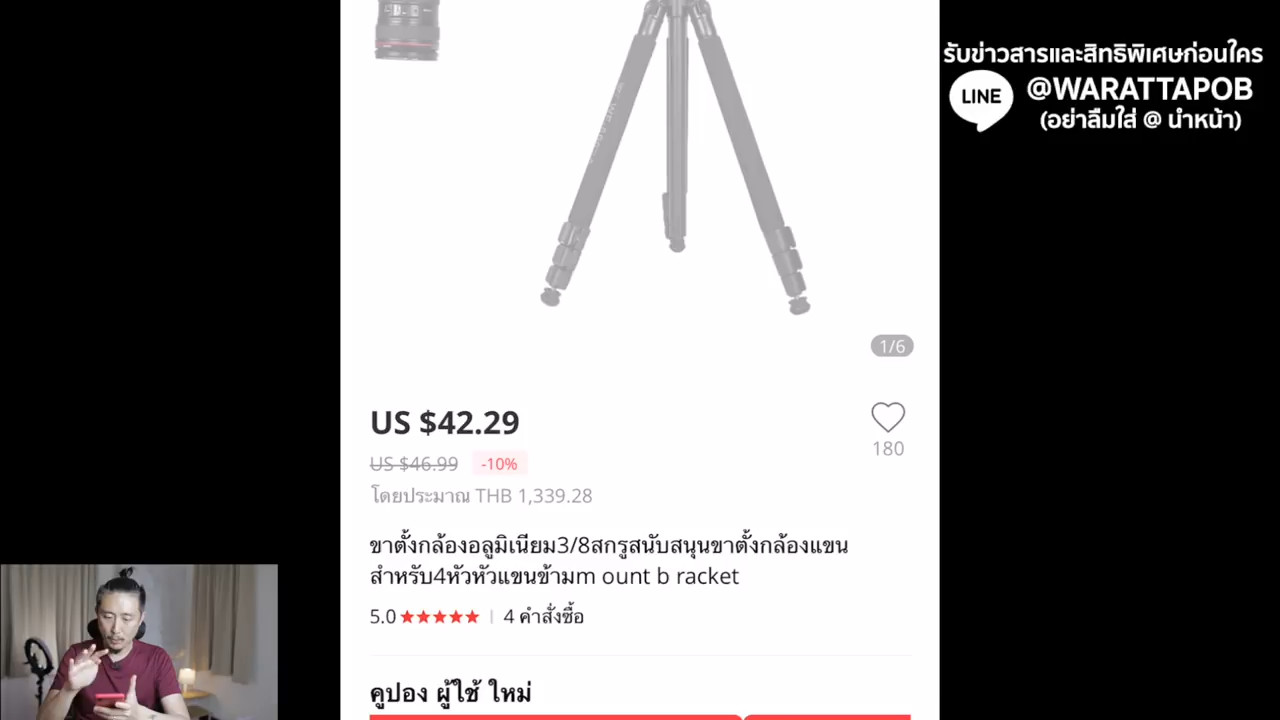 รับข่าวสารและสิทธิพิเศษก่อนใคร
LINE
@WARATTAPOB
(อย่าลืมใส่ @ นำหน้า)
1/6
US $42.29
180
US $46.99 -10%
โดยประมาณ THB 1,339.28
ขาตั้งกล้องอลูมิเนียม3/8สกรูสนับสนุนขาตั้งกล้องแขน
สำหรับ4หัวหัวแขนข้ามm ount b racket
5.0 ★★★★★ | 4 คำสั่งซื้อ
คูปอง ผู้ใช้ ใหม่